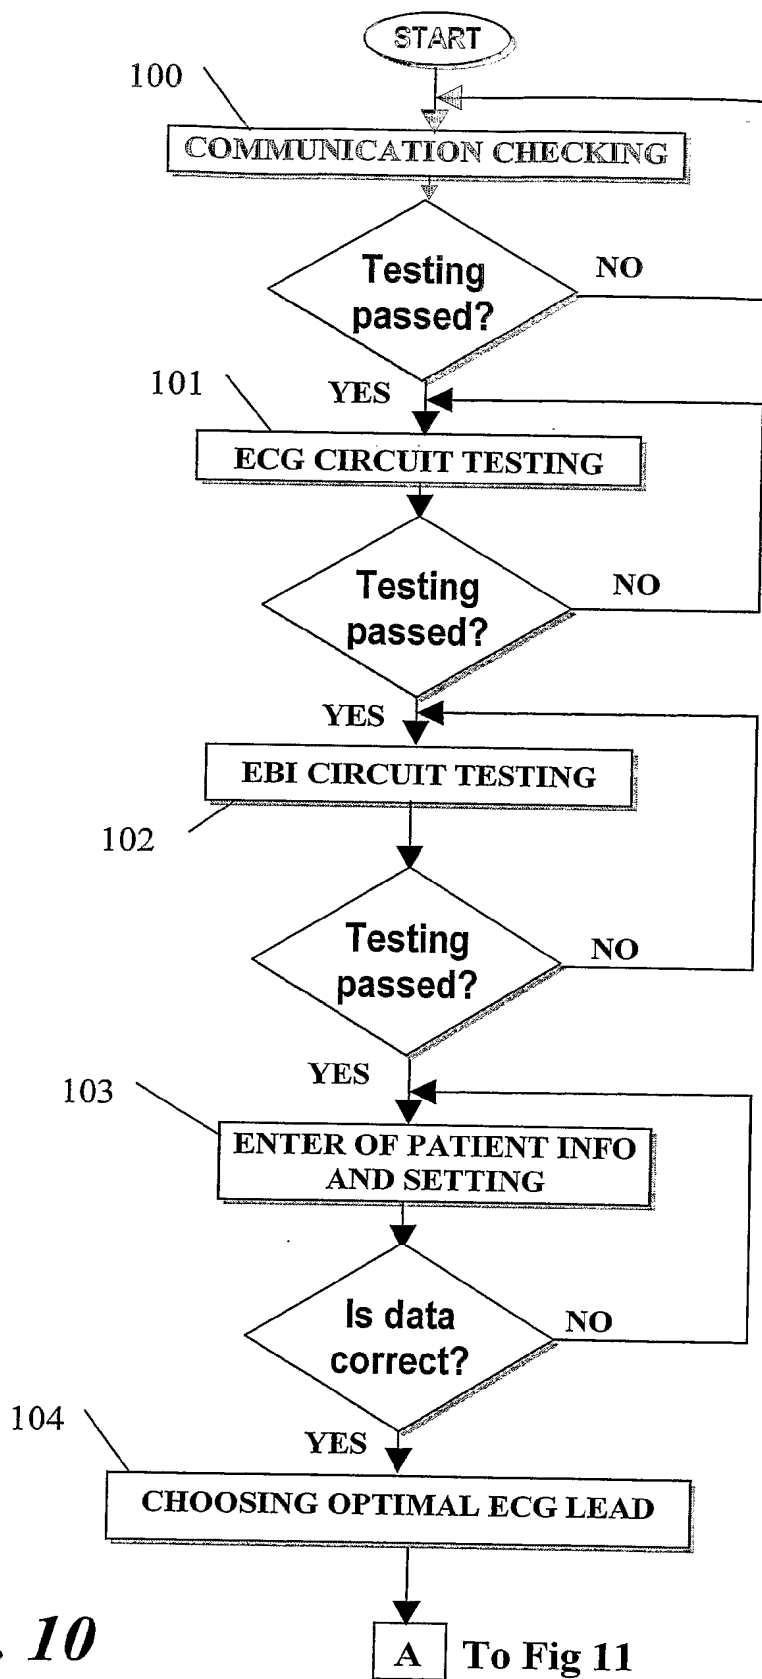 START
100
COMMUNICATION CHECKING
Testing
passed?
NO
YES
101
ECG CIRCUIT TESTING
Testing
passed?
NO
YES
EBI CIRCUIT TESTING
102
Testing
passed?
NO
YES
103
ENTER OF PATIENT INFO
AND SETTING
Is data
correct?
NO
YES
104
CHOOSING OPTIMAL ECG LEAD
. 10
A
To Fig 11